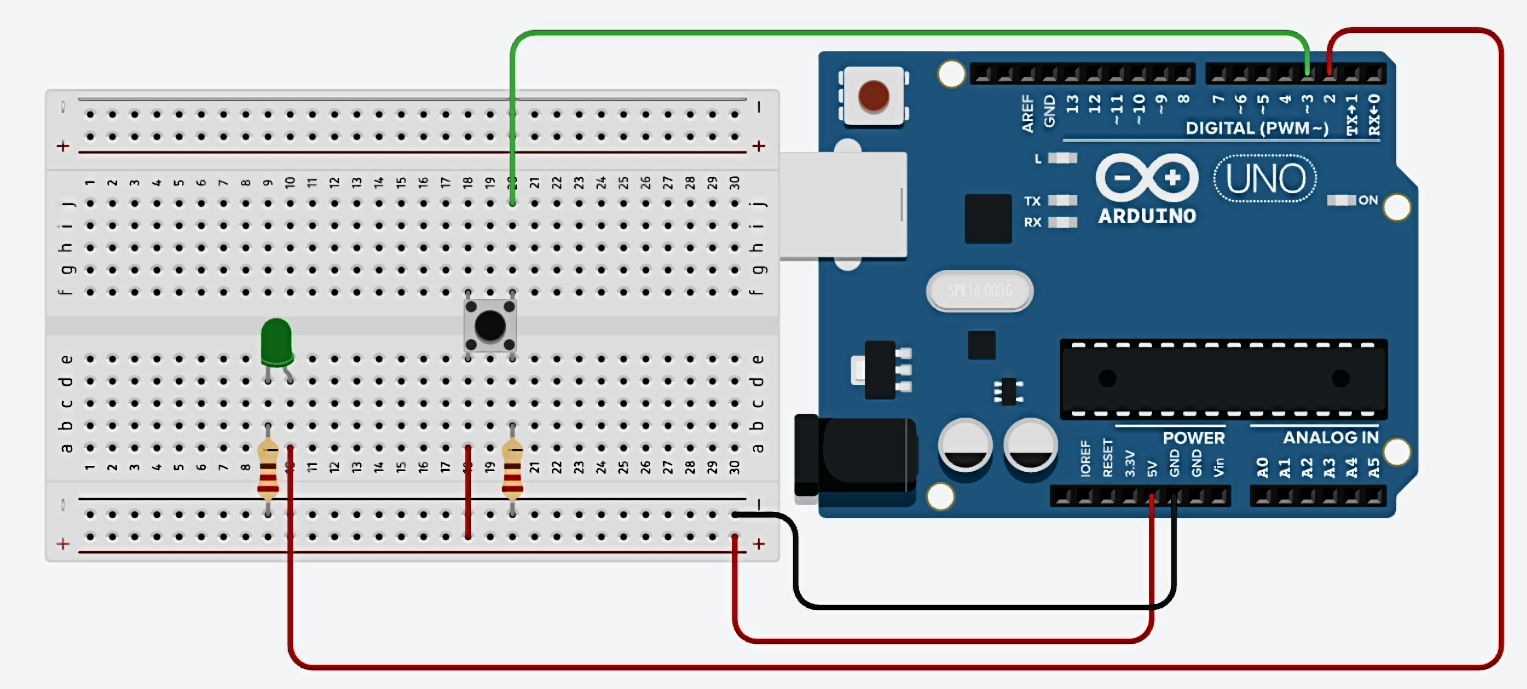 - -
+ +
1 2 3 4 5 6 7 8 9 10 11 12 13 14 15 16 17 18 19 20 21 22 23 24 25 26 27 28 29 30
j j
i i
h h
g g
f f
e e
d d
c c
b b
a a
1 2 3 4 5 6 7 8 9 10 11 12 13 14 15 16 17 18 19 20 21 22 23 24 25 26 27 28 29 30
- -
+ +
AREF GND 13 12 ~11 ~10 ~9 8 7 ~6 ~5 4 ~3 2 TX→1 RX←0
DIGITAL (PWM~)
L
TX
RX
ARDUINO
UNO
ON
SPK16.000G
POWER
ANALOG IN
IOREF RESET 3.3V 5V GND GND Vin A0 A1 A2 A3 A4 A5